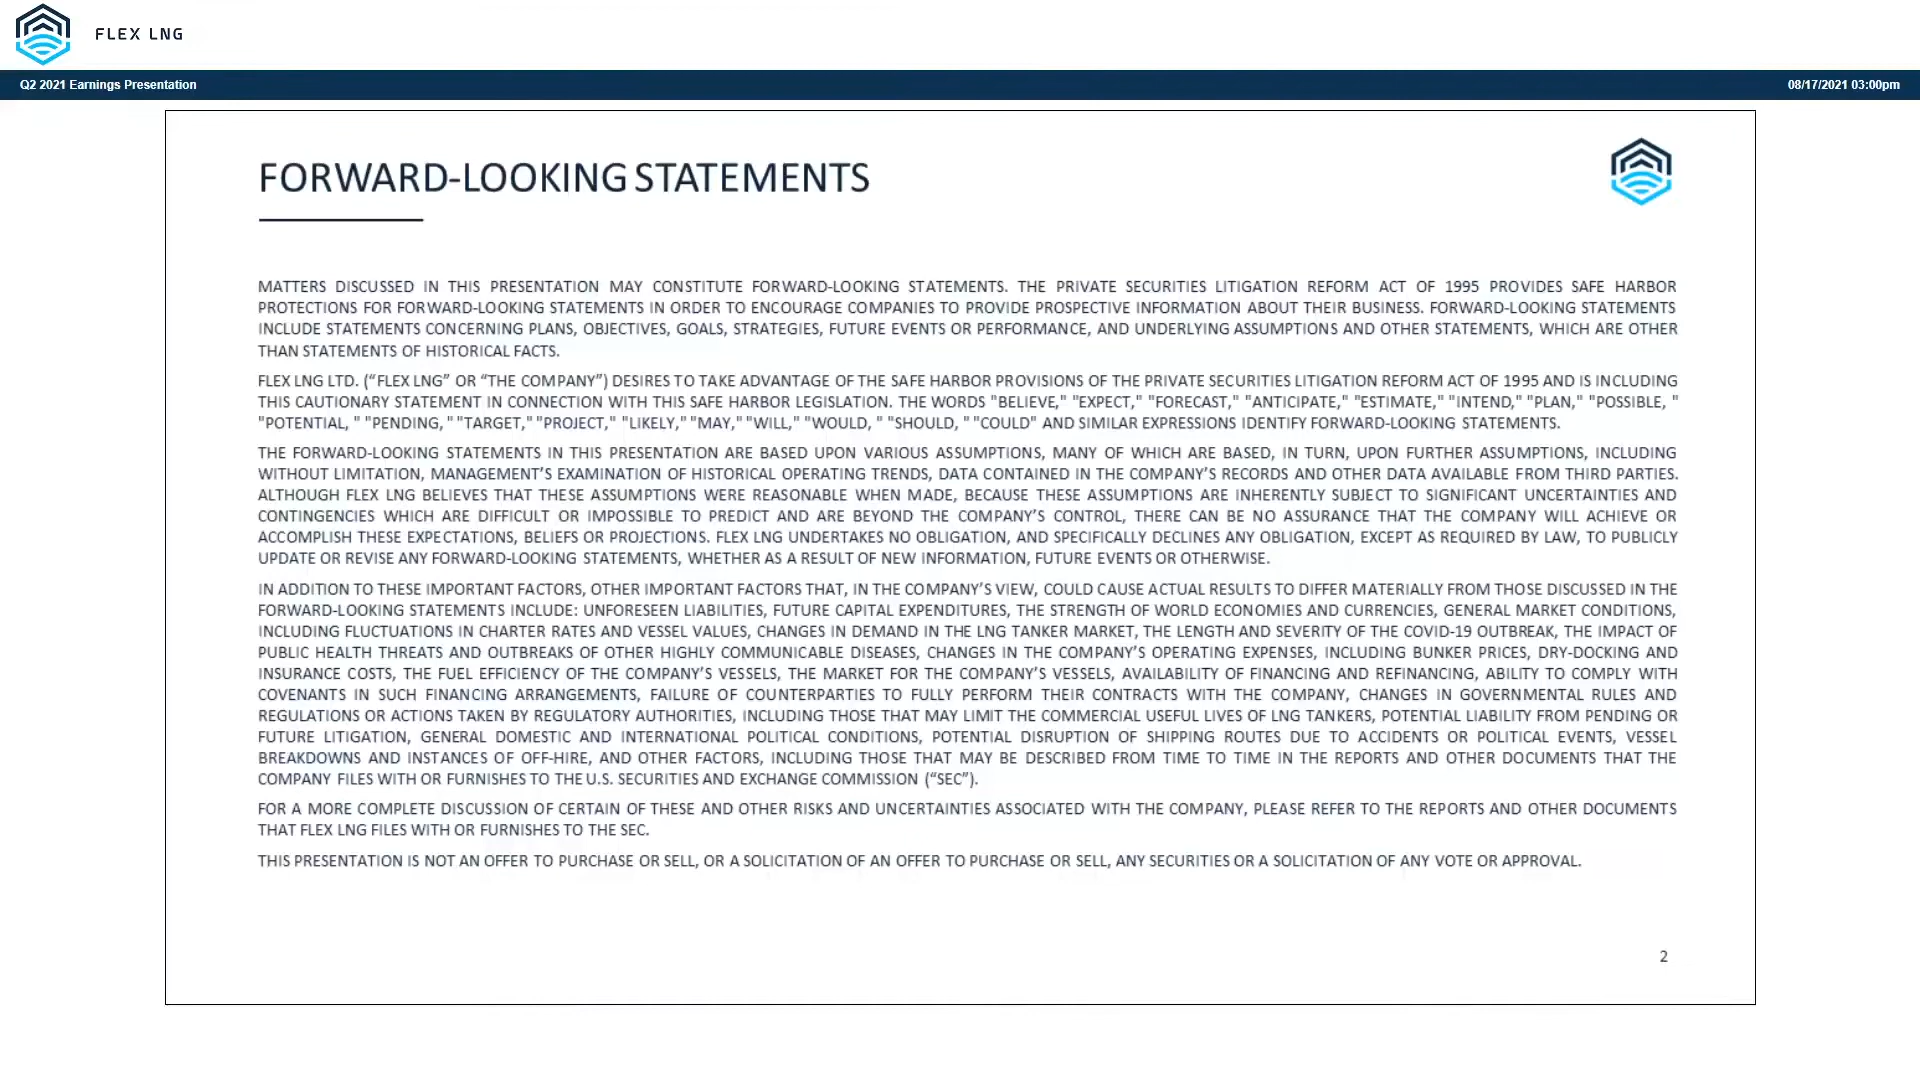 FLEX LNG
Q2 2021 Earnings Presentation
08/17/2021 03:00pm
FORWARD-LOOKING STATEMENTS
MATTERS DISCUSSED IN THIS PRESENTATION MAY CONSTITUTE FORWARD-LOOKING STATEMENTS. THE PRIVATE SECURITIES LITIGATION REFORM ACT OF 1995 PROVIDES SAFE HARBOR
PROTECTIONS FOR FORWARD-LOOKING STATEMENTS IN ORDER TO ENCOURAGE COMPANIES TO PROVIDE PROSPECTIVE INFORMATION ABOUT THEIR BUSINESS. FORWARD-LOOKING STATEMENTS
INCLUDE STATEMENTS CONCERNING PLANS, OBJECTIVES, GOALS, STRATEGIES, FUTURE EVENTS OR PERFORMANCE, AND UNDERLYING ASSUMPTIONS AND OTHER STATEMENTS, WHICH ARE OTHER
THAN STATEMENTS OF HISTORICAL FACTS.
FLEX LNG LTD. (“FLEX LNG” OR “THE COMPANY”) DESIRES TO TAKE ADVANTAGE OF THE SAFE HARBOR PROVISIONS OF THE PRIVATE SECURITIES LITIGATION REFORM ACT OF 1995 AND IS INCLUDING
THIS CAUTIONARY STATEMENT IN CONNECTION WITH THIS SAFE HARBOR LEGISLATION. THE WORDS "BELIEVE," "EXPECT," "FORECAST," "ANTICIPATE," "ESTIMATE," "INTEND," "PLAN," "POSSIBLE, "
"POTENTIAL, " "PENDING, " "TARGET," "PROJECT," "LIKELY," "MAY," "WILL," "WOULD, " "SHOULD, " "COULD" AND SIMILAR EXPRESSIONS IDENTIFY FORWARD-LOOKING STATEMENTS.
THE FORWARD-LOOKING STATEMENTS IN THIS PRESENTATION ARE BASED UPON VARIOUS ASSUMPTIONS, MANY OF WHICH ARE BASED, IN TURN, UPON FURTHER ASSUMPTIONS, INCLUDING
WITHOUT LIMITATION, MANAGEMENT’S EXAMINATION OF HISTORICAL OPERATING TRENDS, DATA CONTAINED IN THE COMPANY’S RECORDS AND OTHER DATA AVAILABLE FROM THIRD PARTIES.
ALTHOUGH FLEX LNG BELIEVES THAT THESE ASSUMPTIONS WERE REASONABLE WHEN MADE, BECAUSE THESE ASSUMPTIONS ARE INHERENTLY SUBJECT TO SIGNIFICANT UNCERTAINTIES AND
CONTINGENCIES WHICH ARE DIFFICULT OR IMPOSSIBLE TO PREDICT AND ARE BEYOND THE COMPANY’S CONTROL, THERE CAN BE NO ASSURANCE THAT THE COMPANY WILL ACHIEVE OR
ACCOMPLISH THESE EXPECTATIONS, BELIEFS OR PROJECTIONS. FLEX LNG UNDERTAKES NO OBLIGATION, AND SPECIFICALLY DECLINES ANY OBLIGATION, EXCEPT AS REQUIRED BY LAW, TO PUBLICLY
UPDATE OR REVISE ANY FORWARD-LOOKING STATEMENTS, WHETHER AS A RESULT OF NEW INFORMATION, FUTURE EVENTS OR OTHERWISE.
IN ADDITION TO THESE IMPORTANT FACTORS, OTHER IMPORTANT FACTORS THAT, IN THE COMPANY’S VIEW, COULD CAUSE ACTUAL RESULTS TO DIFFER MATERIALLY FROM THOSE DISCUSSED IN THE
FORWARD-LOOKING STATEMENTS INCLUDE: UNFORESEEN LIABILITIES, FUTURE CAPITAL EXPENDITURES, THE STRENGTH OF WORLD ECONOMIES AND CURRENCIES, GENERAL MARKET CONDITIONS,
INCLUDING FLUCTUATIONS IN CHARTER RATES AND VESSEL VALUES, CHANGES IN DEMAND IN THE LNG TANKER MARKET, THE LENGTH AND SEVERITY OF THE COVID-19 OUTBREAK, THE IMPACT OF
PUBLIC HEALTH THREATS AND OUTBREAKS OF OTHER HIGHLY COMMUNICABLE DISEASES, CHANGES IN THE COMPANY’S OPERATING EXPENSES, INCLUDING BUNKER PRICES, DRY-DOCKING AND
INSURANCE COSTS, THE FUEL EFFICIENCY OF THE COMPANY’S VESSELS, THE MARKET FOR THE COMPANY’S VESSELS, AVAILABILITY OF FINANCING AND REFINANCING, ABILITY TO COMPLY WITH
COVENANTS IN SUCH FINANCING ARRANGEMENTS, FAILURE OF COUNTERPARTIES TO FULLY PERFORM THEIR CONTRACTS WITH THE COMPANY, CHANGES IN GOVERNMENTAL RULES AND
REGULATIONS OR ACTIONS TAKEN BY REGULATORY AUTHORITIES, INCLUDING THOSE THAT MAY LIMIT THE COMMERCIAL USEFUL LIVES OF LNG TANKERS, POTENTIAL LIABILITY FROM PENDING OR
FUTURE LITIGATION, GENERAL DOMESTIC AND INTERNATIONAL POLITICAL CONDITIONS, POTENTIAL DISRUPTION OF SHIPPING ROUTES DUE TO ACCIDENTS OR POLITICAL EVENTS, VESSEL
BREAKDOWNS AND INSTANCES OF OFF-HIRE, AND OTHER FACTORS, INCLUDING THOSE THAT MAY BE DESCRIBED FROM TIME TO TIME IN THE REPORTS AND OTHER DOCUMENTS THAT THE
COMPANY FILES WITH OR FURNISHES TO THE U.S. SECURITIES AND EXCHANGE COMMISSION (“SEC”).
FOR A MORE COMPLETE DISCUSSION OF CERTAIN OF THESE AND OTHER RISKS AND UNCERTAINTIES ASSOCIATED WITH THE COMPANY, PLEASE REFER TO THE REPORTS AND OTHER DOCUMENTS
THAT FLEX LNG FILES WITH OR FURNISHES TO THE SEC.
THIS PRESENTATION IS NOT AN OFFER TO PURCHASE OR SELL, OR A SOLICITATION OF AN OFFER TO PURCHASE OR SELL, ANY SECURITIES OR A SOLICITATION OF ANY VOTE OR APPROVAL.
2